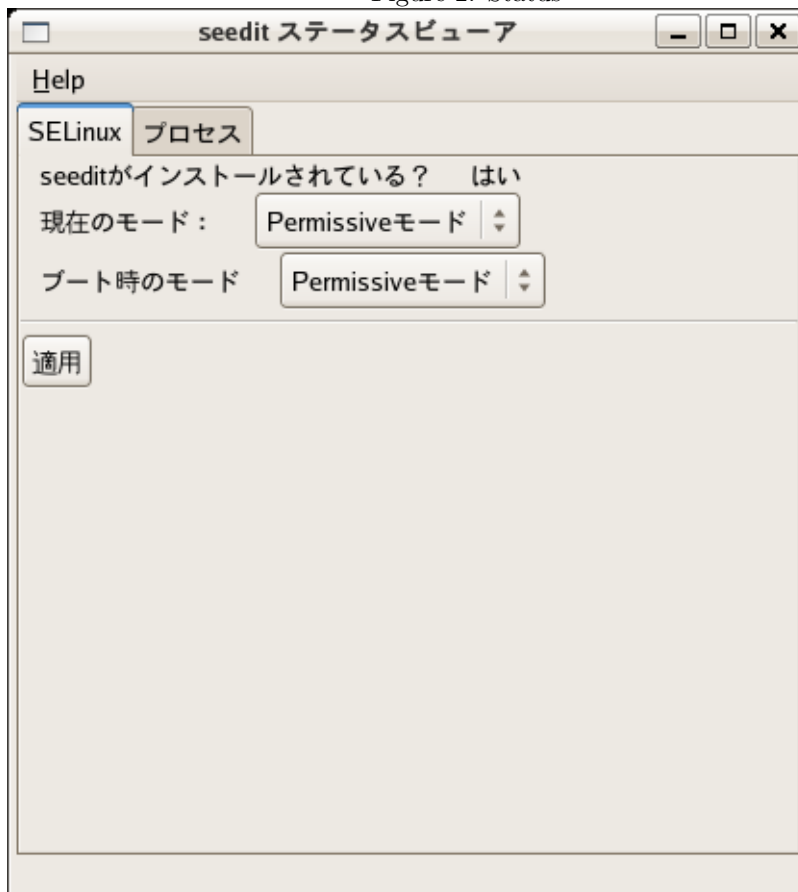 seedit ステータスビューア
Help
SELinux プロセス
seeditがインストールされている？ はい
現在のモード： Permissiveモード
ブート時のモード Permissiveモード
適用